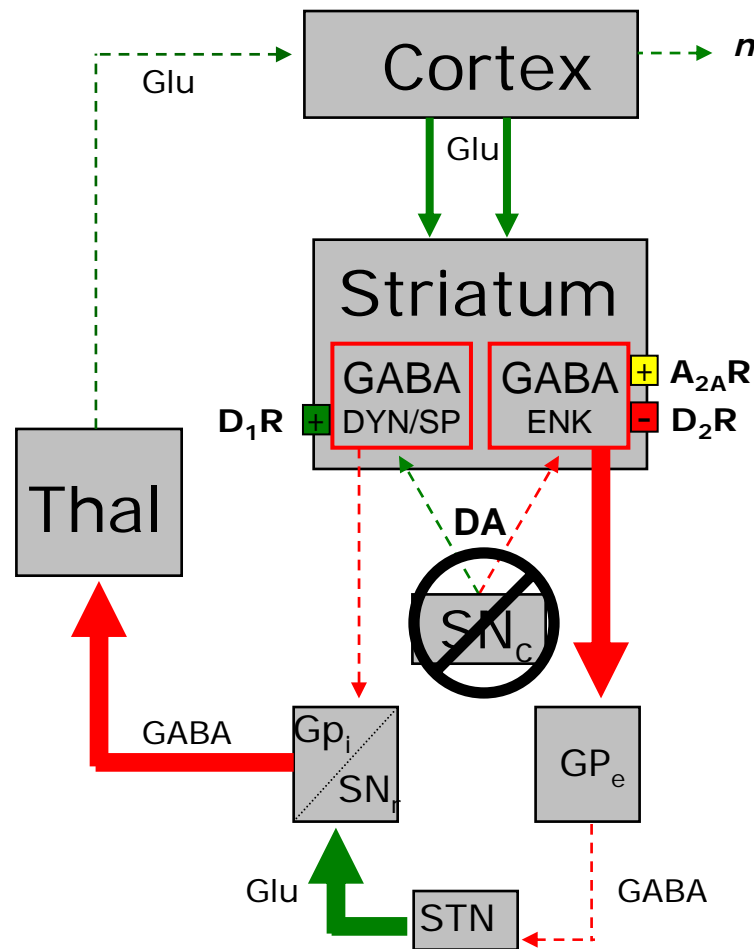 Cortex
n
Glu
Glu
Striatum
GABA
DYN/SP
GABA
ENK
+
A2AR
D1R
+
-
D2R
Thal
DA
SNC
GABA
Gpi
SNr
GPe
Glu
STN
GABA